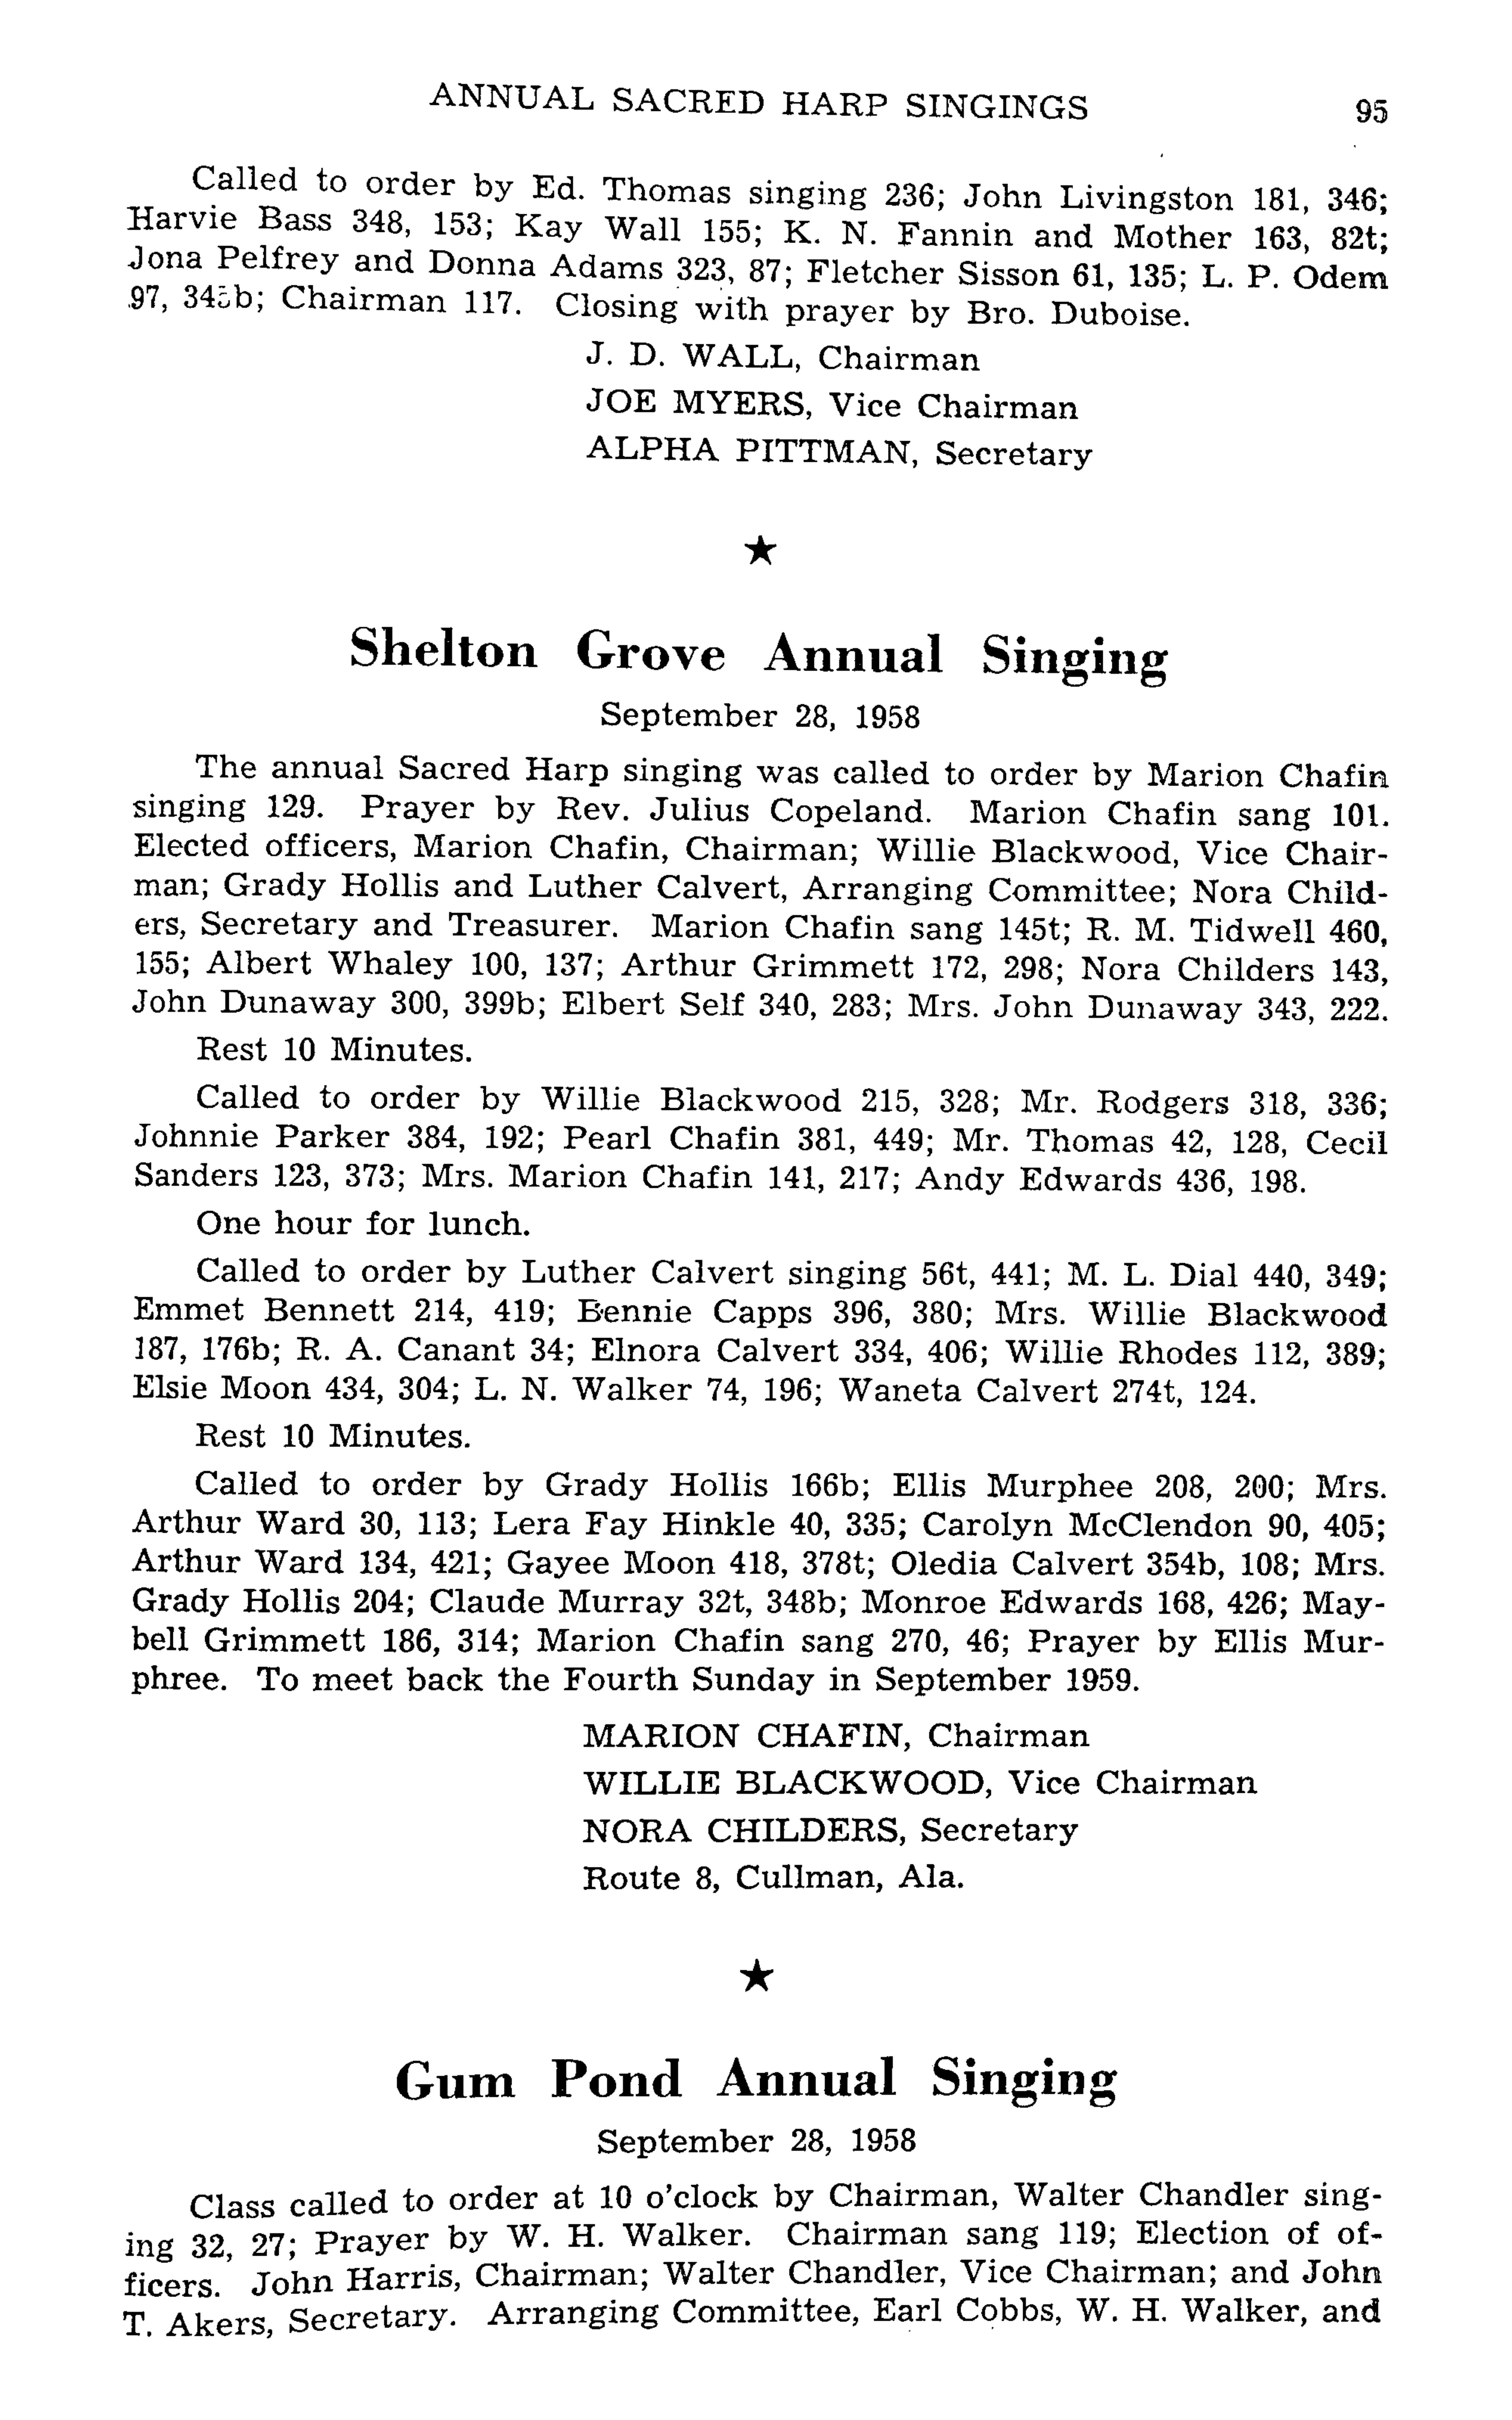 ANNUAL SACRED HARP SINGINGS 95
Called to order by Ed. Thomas singing 236; John Livingston 181, 346;
Harvie Bass 348, 153; Kay Wall 155; K. N. Fannin and Mother 163, 82t;
Jona Pelfrey and Donna Adams 323, 87; Fletcher Sisson 61, 135; L. P. Odem
97, Chairman 117. Closing with prayer by Bro. Duboise.
J. D. WALL, Chairman
JOE MYERS, Vice Chairman
ALPHA PITTMAN, Secretary
★
Shelton Grove Annual Singing
September 28, 1958
The annual Sacred Harp singing was called to order by Marion Chafin
singing 129. Prayer by Rev. Julius Copeland. Marion Chafin sang 101.
Elected officers, Marion Chafin, Chairman; Willie Blackwood, Vice Chair-
man; Grady Hollis and Luther Calvert, Arranging Committee; Nora Child-
ers, Secretary and Treasurer. Marion Chafin sang 145t; R. M. Tidwell 460,
155; Albert Whaley 100, 137; Arthur Grimmett 172, 298; Nora Childers 143,
John Dunaway 300, 399b; Elbert Self 340, 283; Mrs. John Dunaway 343, 222.
Rest 10 Minutes.
Called to order by Willie Blackwood 215, 328; Mr. Rodgers 318, 336;
Johnnie Parker 384, 192; Pearl Chafin 381, 449; Mr. Thomas 42, 128, Cecil
Sanders 123, 373; Mrs. Marion Chafin 141, 217; Andy Edwards 436, 198.
One hour for lunch.
Called to order by Luther Calvert singing 56t, 441; M. L. Dial 440, 349;
Emmet Bennett 214, 419; Bennie Capps 396, 380; Mrs. Willie Blackwood
187, 176b; R. A. Canant 34; Elnora Calvert 334, 406; Willie Rhodes 112, 389;
Elsie Moon 434, 304; L. N. Walker 74, 196; Waneta Calvert 274t, 124.
Rest 10 Minutes.
Called to order by Grady Hollis 166b; Ellis Murphee 208, 200; Mrs.
Arthur Ward 30, 113; Lera Fay Hinkle 40, 335; Carolyn McClendon 90, 405;
Arthur Ward 134, 421; Gayee Moon 418, 378t; Oledia Calvert 354b, 108; Mrs.
Grady Hollis 204; Claude Murray 32t, 348b; Monroe Edwards 168, 426; May-
bell Grimmett 186, 314; Marion Chafin sang 270, 46; Prayer by Ellis Mur-
phree. To meet back the Fourth Sunday in September 1959.
MARION CHAFIN, Chairman
WILLIE BLACKWOOD, Vice Chairman
NORA CHILDERS, Secretary
Route 8, Cullman, Ala.
★
Gum Pond Annual Singing
September 28, 1958
Class called to order at 10 o'clock by Chairman, Walter Chandler sing-
ing 32, 27; Prayer by W. H. Walker. Chairman sang 119; Election of of-
ficers. John Harris, Chairman; Walter Chandler, Vice Chairman; and John
T. Akers, Secretary. Arranging Committee, Earl Cobbs, W. H. Walker, and